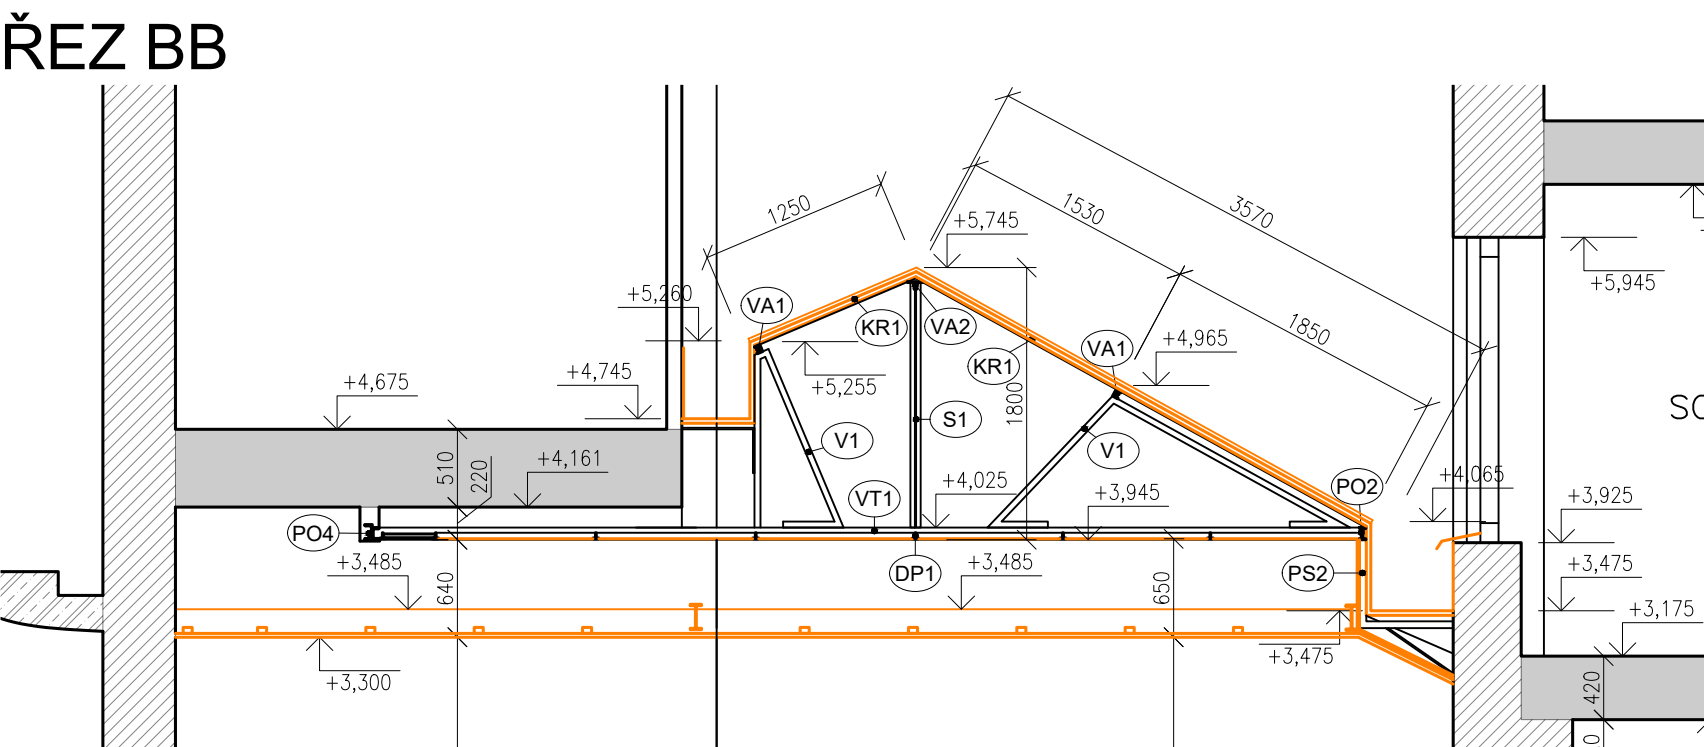 ŘEZ BB
3570
1250
1530
+5,745
+5,945
+5,260
VA1
KR1
VA2
1850
+4,965
VA1
KR1
+4,745
+4,675
+5,255
1800
S1
V1
V1
510
220
+4,161
+4,025
+3,945
PO2
+4,065
+3,925
VT1
PO4
DP1
PS2
+3,485
640
+3,485
650
+3,475
+3,175
+3,475
+3,300
420